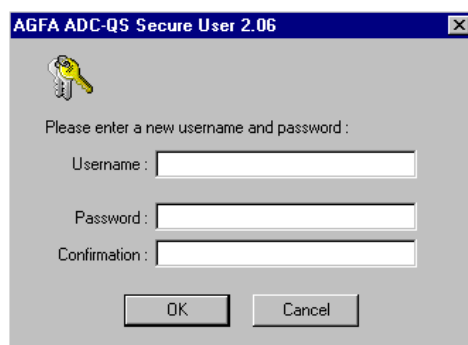 AGFA ADC-QS Secure User 2.06
Please enter a new username and password :
Username :
Password :
Confirmation :
OK Cancel